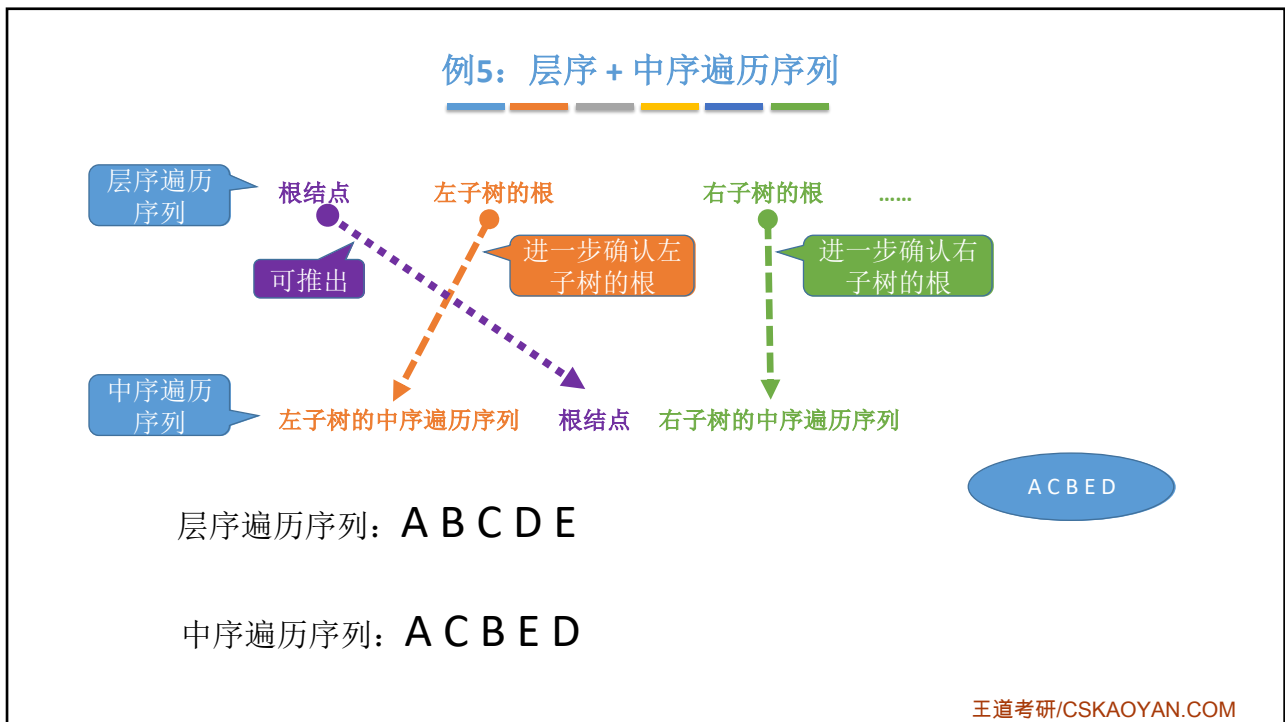 例5：层序 + 中序遍历序列
层序遍历
序列
根结点
左子树的根
右子树的根
……
可推出
进一步确认左
子树的根
进一步确认右
子树的根
中序遍历
序列
左子树的中序遍历序列
根结点
右子树的中序遍历序列
A C B E D
层序遍历序列：A B C D E
中序遍历序列：A C B E D
王道考研/CSKAOYAN.COM